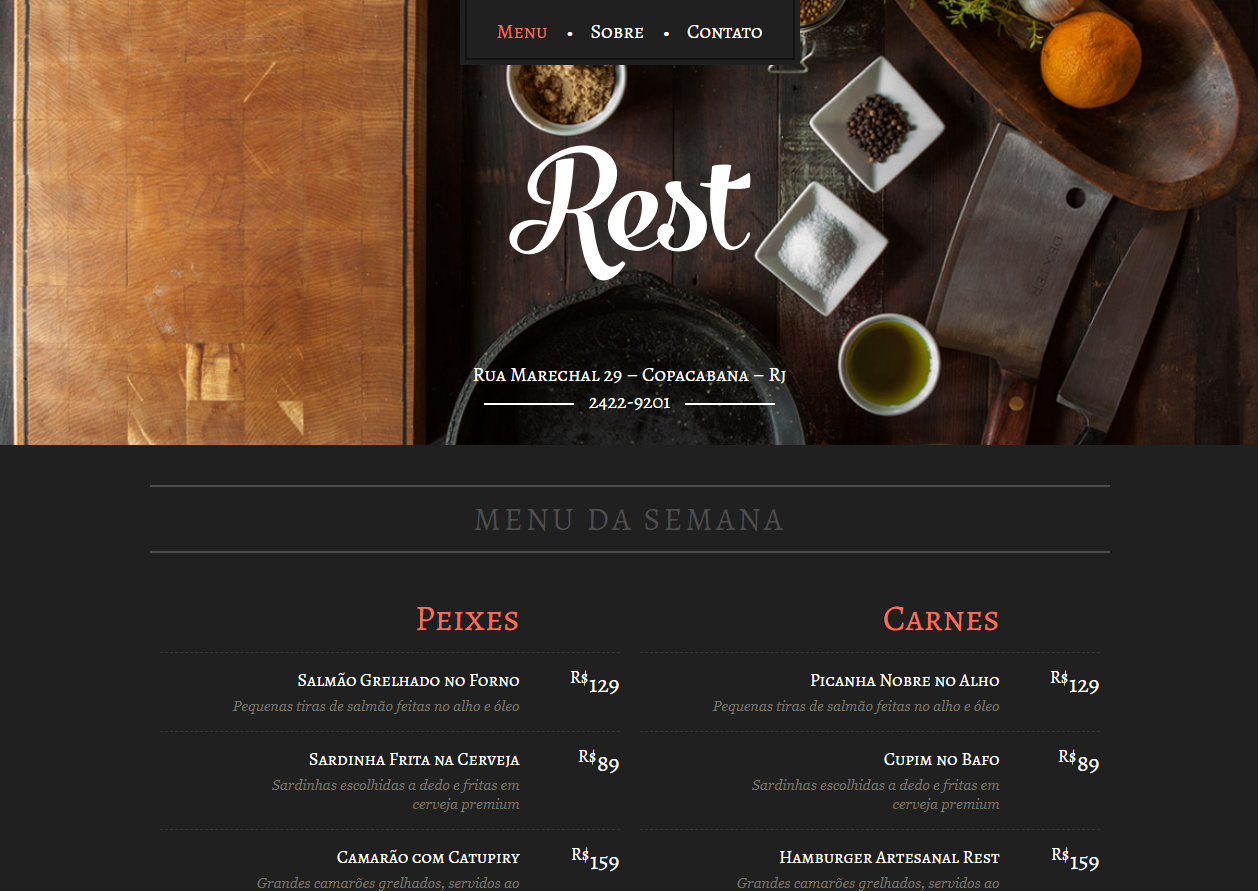 Menu • Sobre • Contato
Rest
Rua Marechal 29 – Copacabana – Rj
2422-9201
MENU DA SEMANA
Peixes
Salmão Grelhado no Forno R$129
Pequenas tiras de salmão feitas no alho e óleo
Sardinha Frita na Cerveja R$89
Sardinhas escolhidas a dedo e fritas em
cerveja premium
Camarão com Catupiry R$159
Grandes camarões grelhados, servidos ao
Carnes
Picanha Nobre no Alho R$129
Pequenas tiras de salmão feitas no alho e óleo
Cupim no Bafo R$89
Sardinhas escolhidas a dedo e fritas em
cerveja premium
Hamburger Artesanal Rest R$159
Grandes camarões grelhados, servidos ao